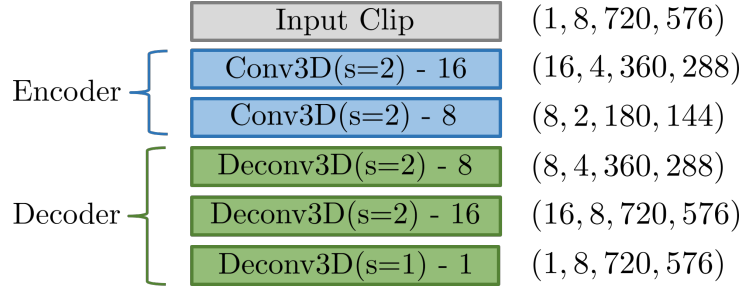 Input Clip (1, 8, 720, 576)
Conv3D(s=2) - 16 (16, 4, 360, 288)
Encoder
Conv3D(s=2) - 8 (8, 2, 180, 144)
Deconv3D(s=2) - 8 (8, 4, 360, 288)
Decoder Deconv3D(s=2) - 16 (16, 8, 720, 576)
Deconv3D(s=1) - 1 (1, 8, 720, 576)